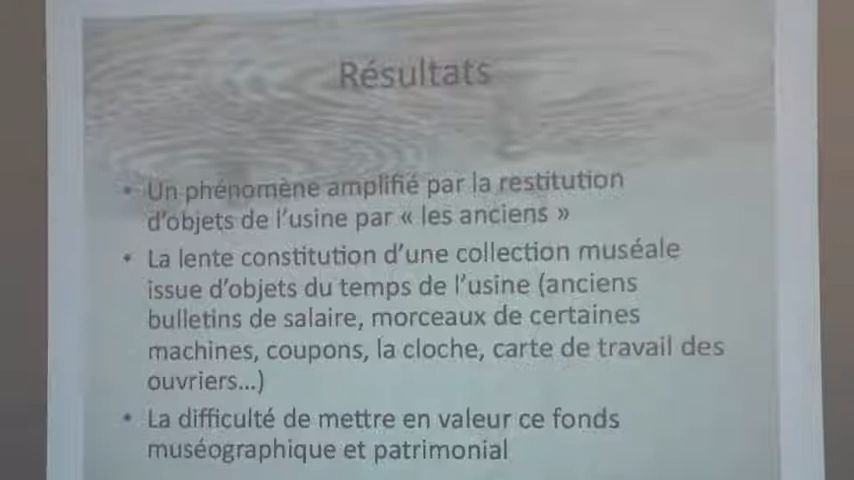 Résultats
• Un phénomène amplifié par la restitution
d'objets de l'usine par « les anciens »
• La lente constitution d'une collection muséale
issue d'objets du temps de l'usine (anciens
bulletins de salaire, morceaux de certaines
machines, coupons, la cloche, carte de travail des
ouvriers...)
• La difficulté de mettre en valeur ce fonds
muséographique et patrimonial